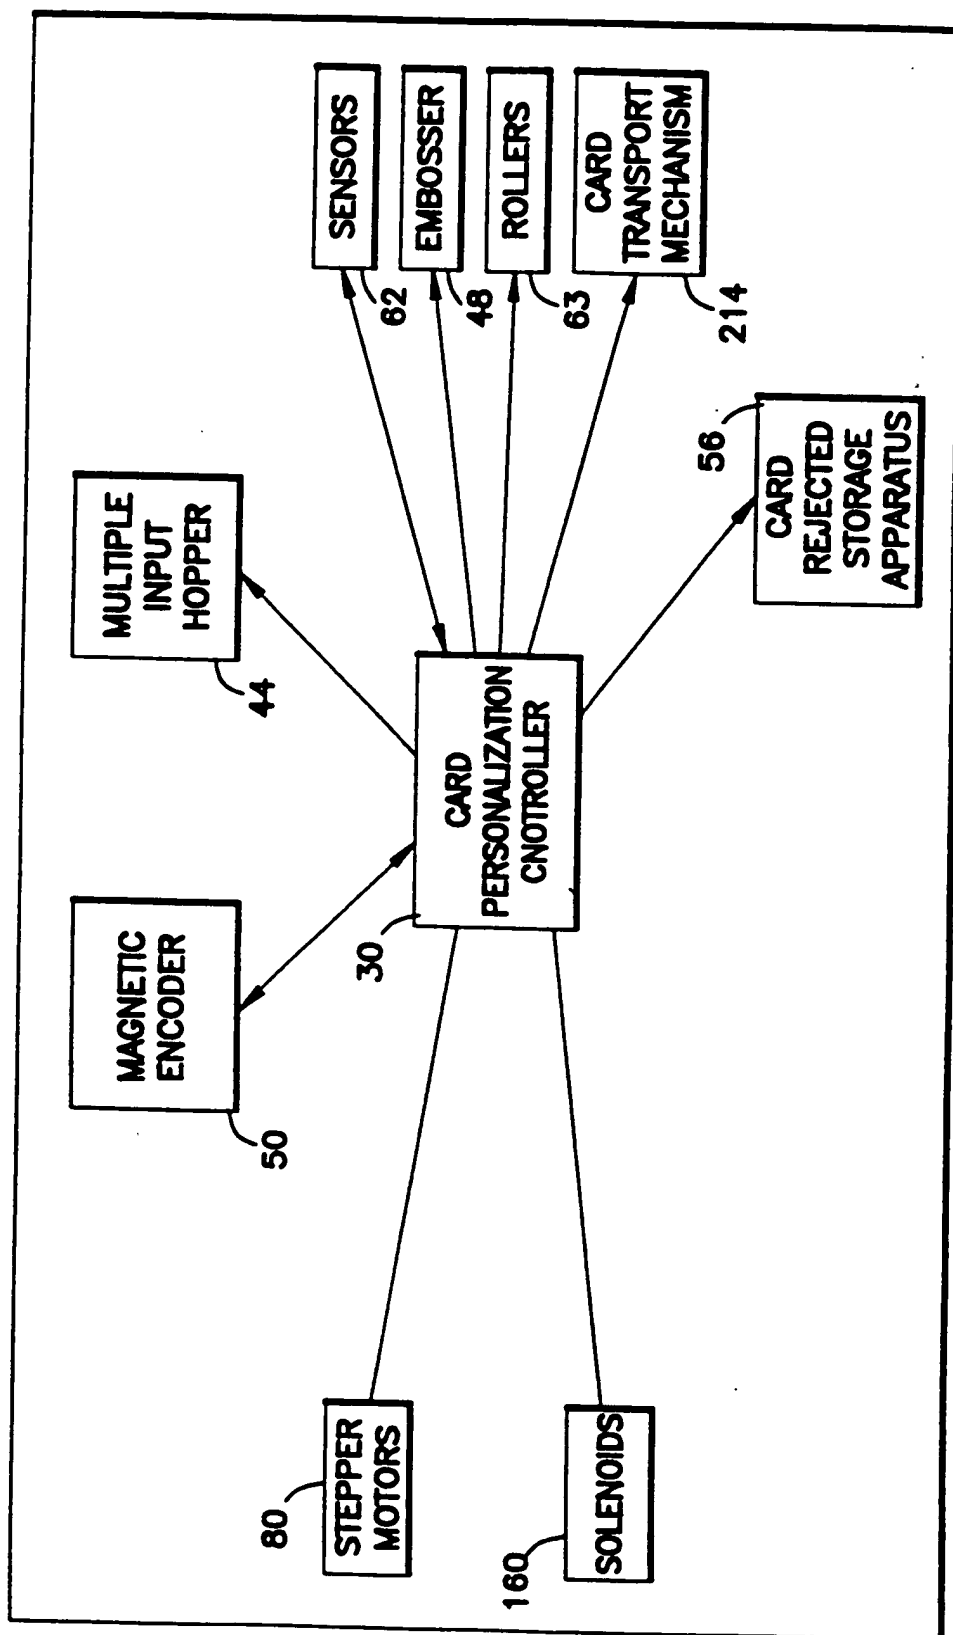 MAGNETIC
ENCODER
50
MULTIPLE
INPUT
HOPPER
44
SENSORS
62
EMBOSSER
48
ROLLERS
63
CARD
TRANSPORT
MECHANISM
214
30
CARD
PERSONALIZATION
CNOTROLLER
80
STEPPER
MOTORS
160
SOLENOIDS
56
CARD
REJECTED
STORAGE
APPARATUS